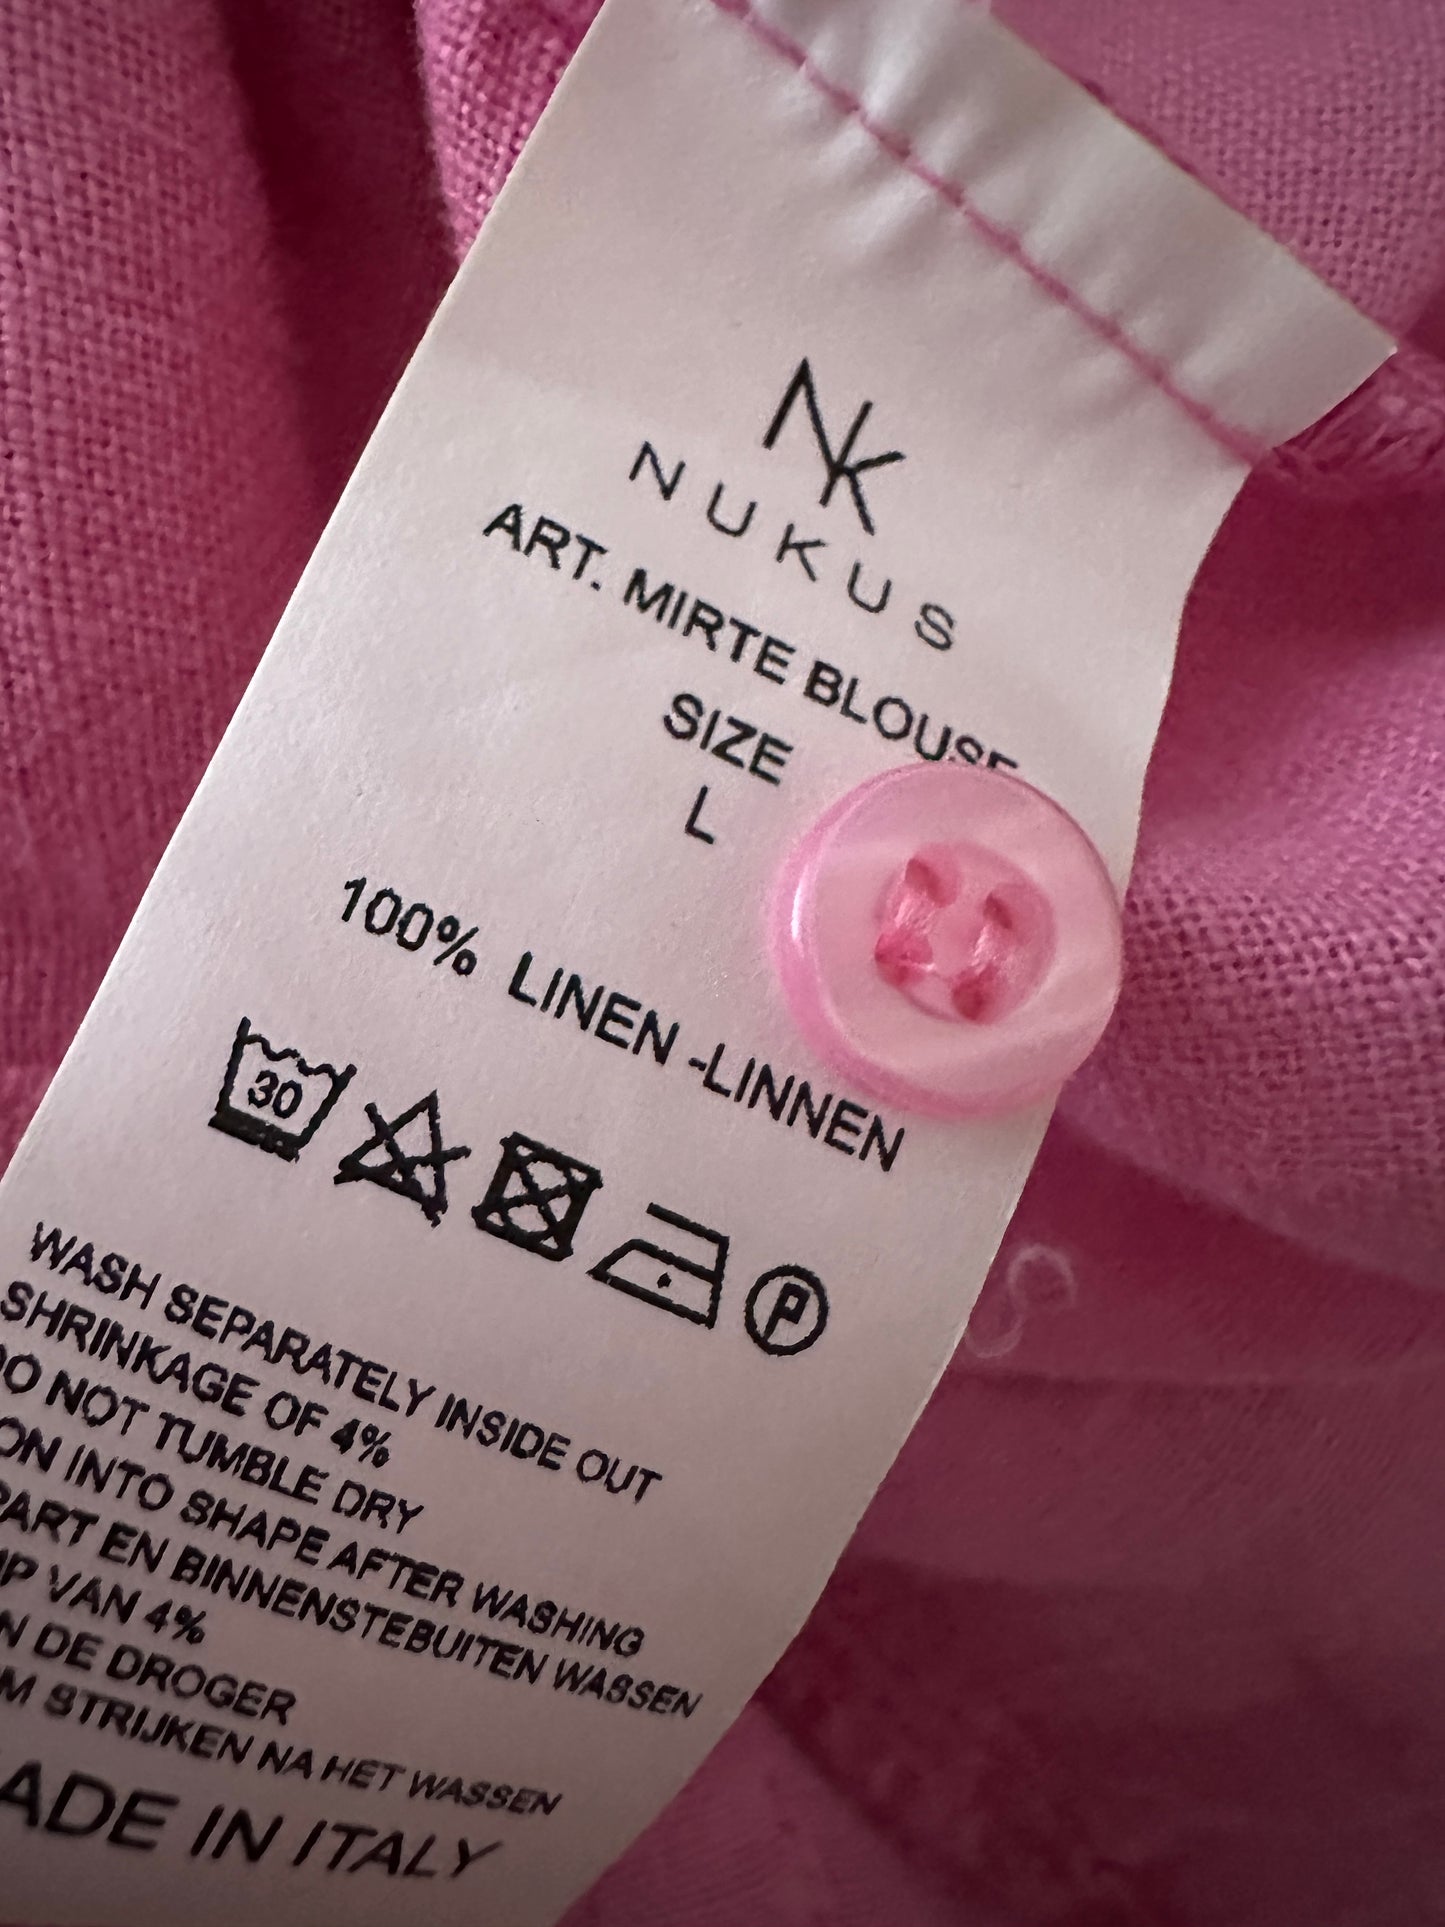 NK
NUKUS
ART. MIRTE BLOUSE
SIZE
L
100% LINEN -LINNEN
30
P
WASH SEPARATELY INSIDE OUT
SHRINKAGE OF 4%
DO NOT TUMBLE DRY
INTO SHAPE AFTER WASHING
EN BINNENSTEBUITEN WASSEN
VAN 4%
DE DROGER
STRIJKEN NA HET WASSEN
MADE IN ITALY